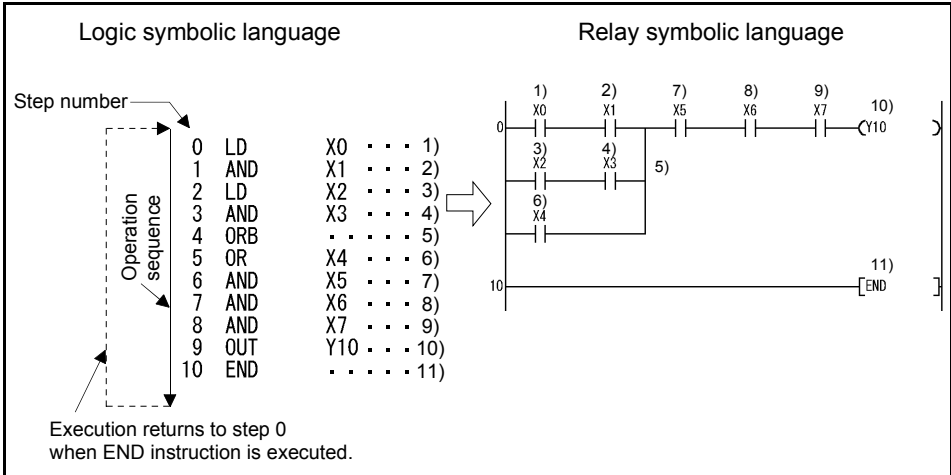 Logic symbolic language
Relay symbolic language
Step number
0 LD X0 · · · 1)
1 AND X1 · · · 2)
2 LD X2 · · · 3)
3 AND X3 · · · 4)
4 ORB · · · · · 5)
5 OR X4 · · · 6)
6 AND X5 · · · 7)
7 AND X6 · · · 8)
8 AND X7 · · · 9)
9 OUT Y10 · · · 10)
10 END · · · · · 11)
Operation
sequence
Execution returns to step 0
when END instruction is executed.
1) 2) 7) 8) 9) 10)
X0 X1 X5 X6 X7
0 Y10
3) 4)
X2 X3 5)
6)
X4
11)
10 END